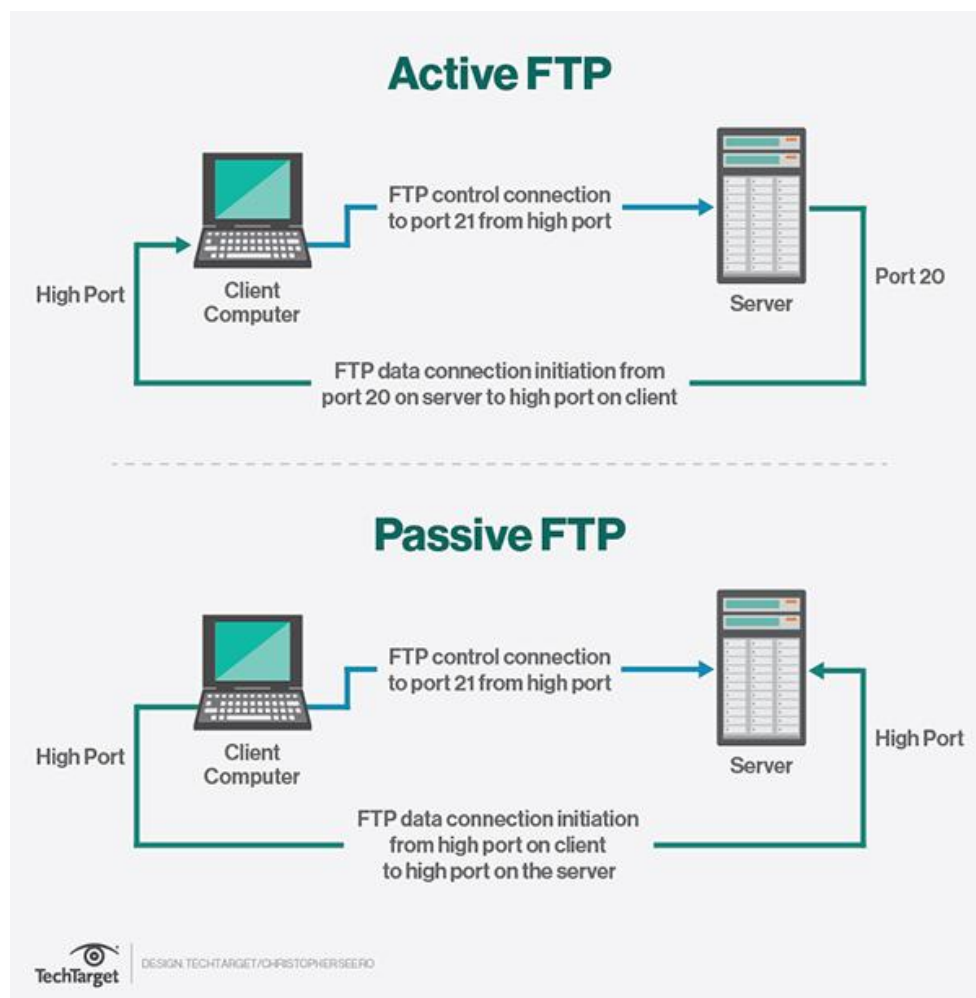 Active FTP
FTP control connection
to port 21 from high port
High Port
Client
Computer
Server
Port 20
FTP data connection initiation from
port 20 on server to high port on client
Passive FTP
FTP control connection
to port 21 from high port
High Port
Client
Computer
Server
High Port
FTP data connection initiation
from high port on client
to high port on the server
TechTarget
DESIGN: TECHTARGET/CHRISTOPHER SEERO